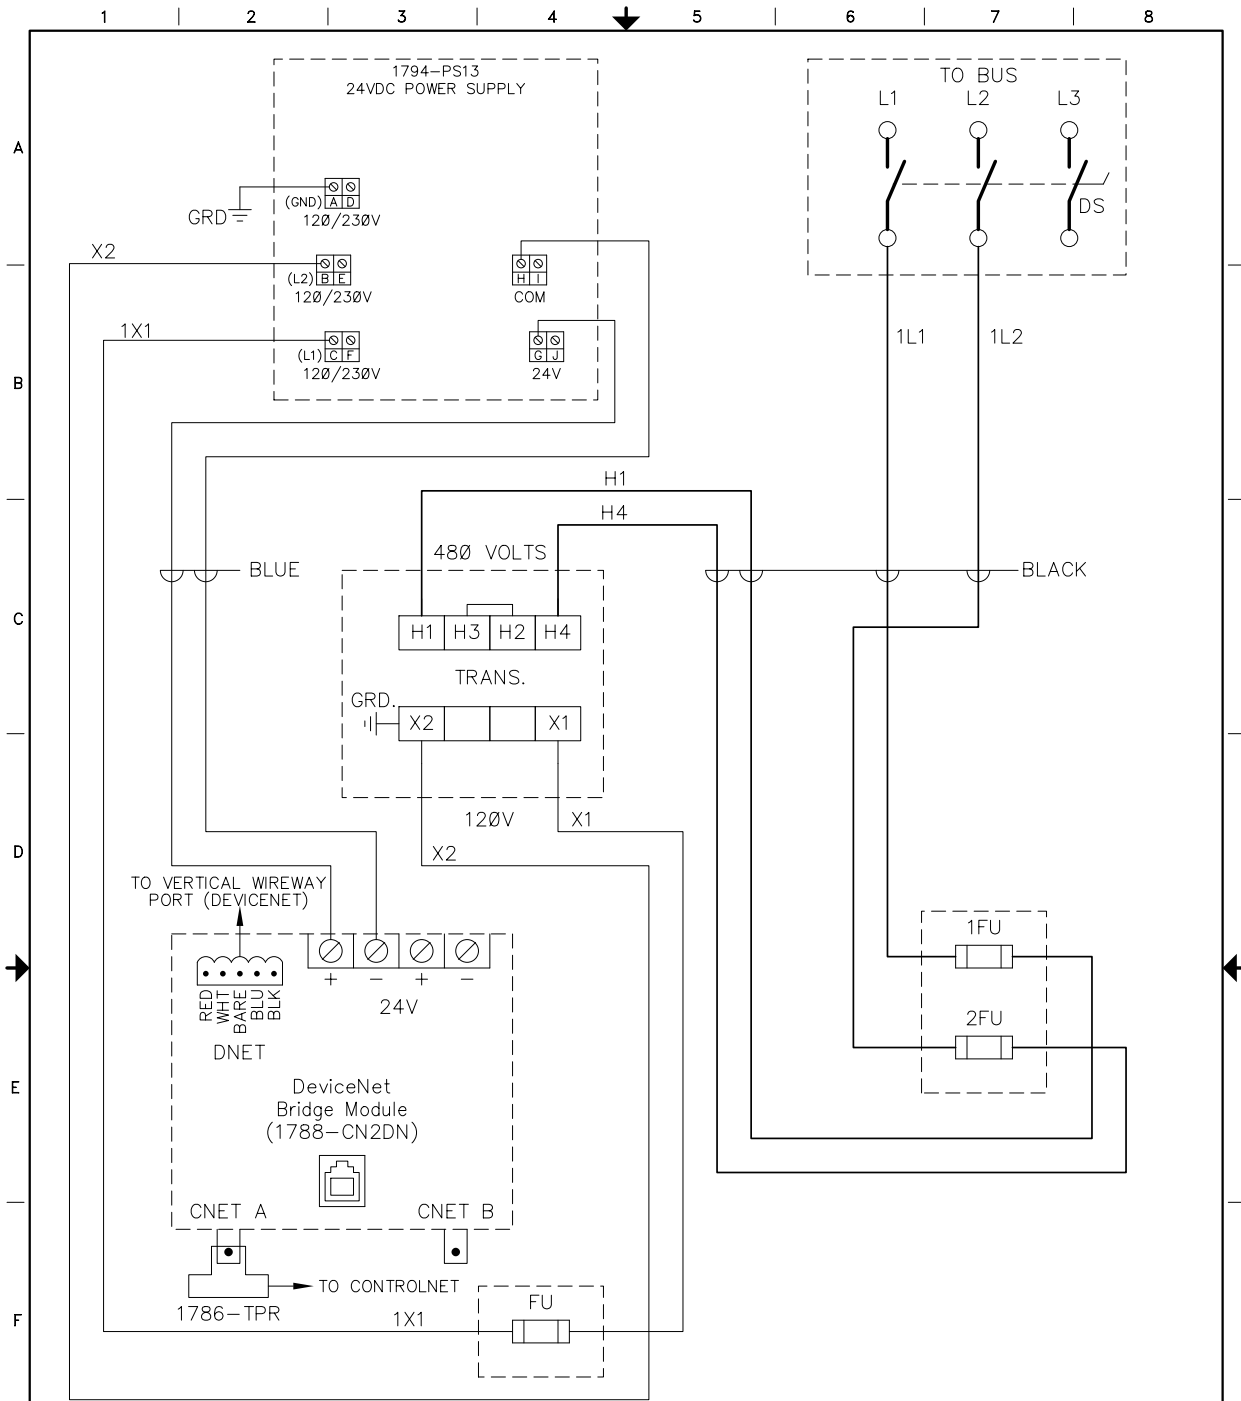 1 2 3 4 5 6 7 8
A
B
C
D
E
F
1794-PS13
24VDC POWER SUPPLY
TO BUS
L1 L2 L3
DS
GRD
(GND) A D
120/230V
X2
(L2) B E
120/230V
H I
COM
1X1
(L1) C F
120/230V
G J
24V
1L1 1L2
H1
H4
BLUE
480 VOLTS
BLACK
H1 H3 H2 H4
TRANS.
GRD.
X2 X1
120V
X1
X2
TO VERTICAL WIREWAY
PORT (DEVICENET)
+ - + -
24V
RED
WHT
BARE
BLU
BLK
DNET
1FU
2FU
DeviceNet
Bridge Module
(1788-CN2DN)
CNET A CNET B
TO CONTROLNET
1786-TPR
1X1
FU